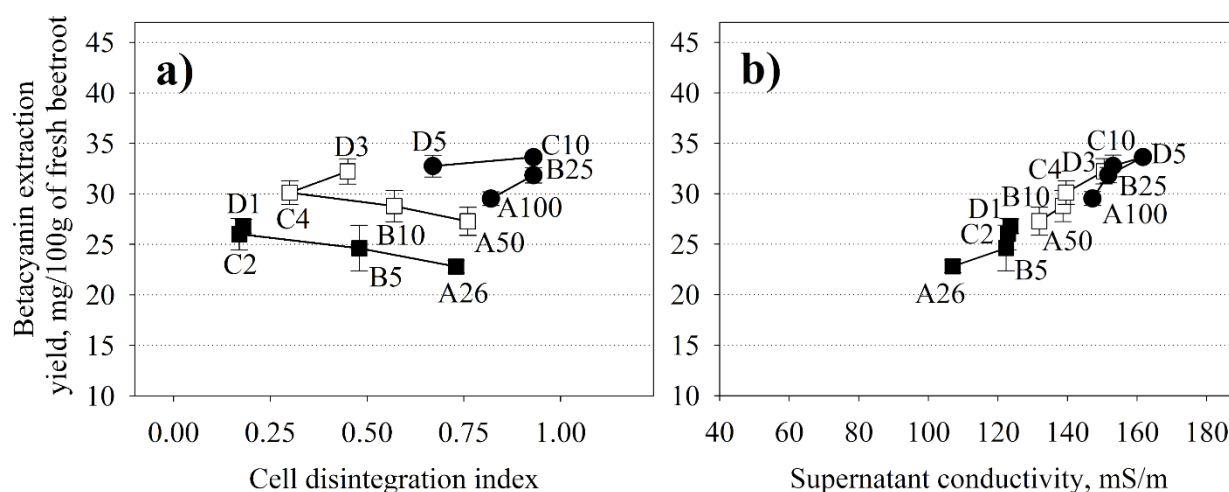 Betacyanin extraction
yield, mg/100g of fresh beetroot
a)
45
40
35
30
25
20
15
10
D3
D5
C10
B25
C4
B10
A50
A100
D1
C2
B5
A26
0.00 0.25 0.50 0.75 1.00
Cell disintegration index
b)
45
40
35
30
25
20
15
10
C10
D3
D5
C4
B25
B10
A100
D1
A50
C2
B5
A26
40 60 80 100 120 140 160 180
Supernatant conductivity, mS/m